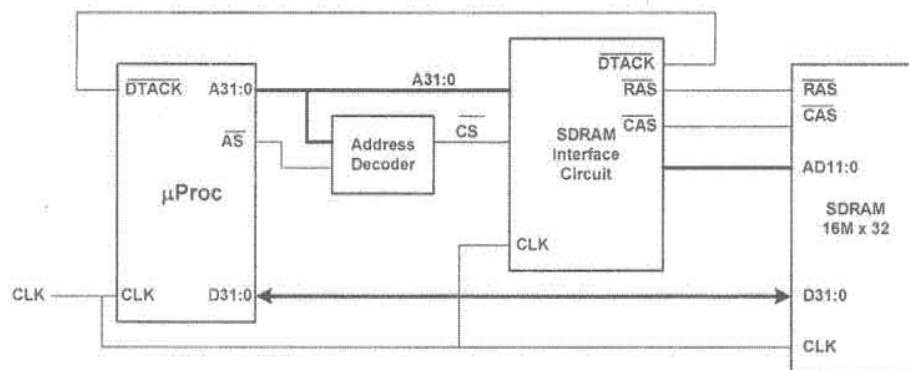 DTACK
A31:0
AS
μProc
CLK
CLK
D31:0
Address
Decoder
A31:0
CS
DTACK
RAS
CAS
SDRAM
Interface
Circuit
CLK
RAS
CAS
AD11:0
SDRAM
16M x 32
D31:0
CLK